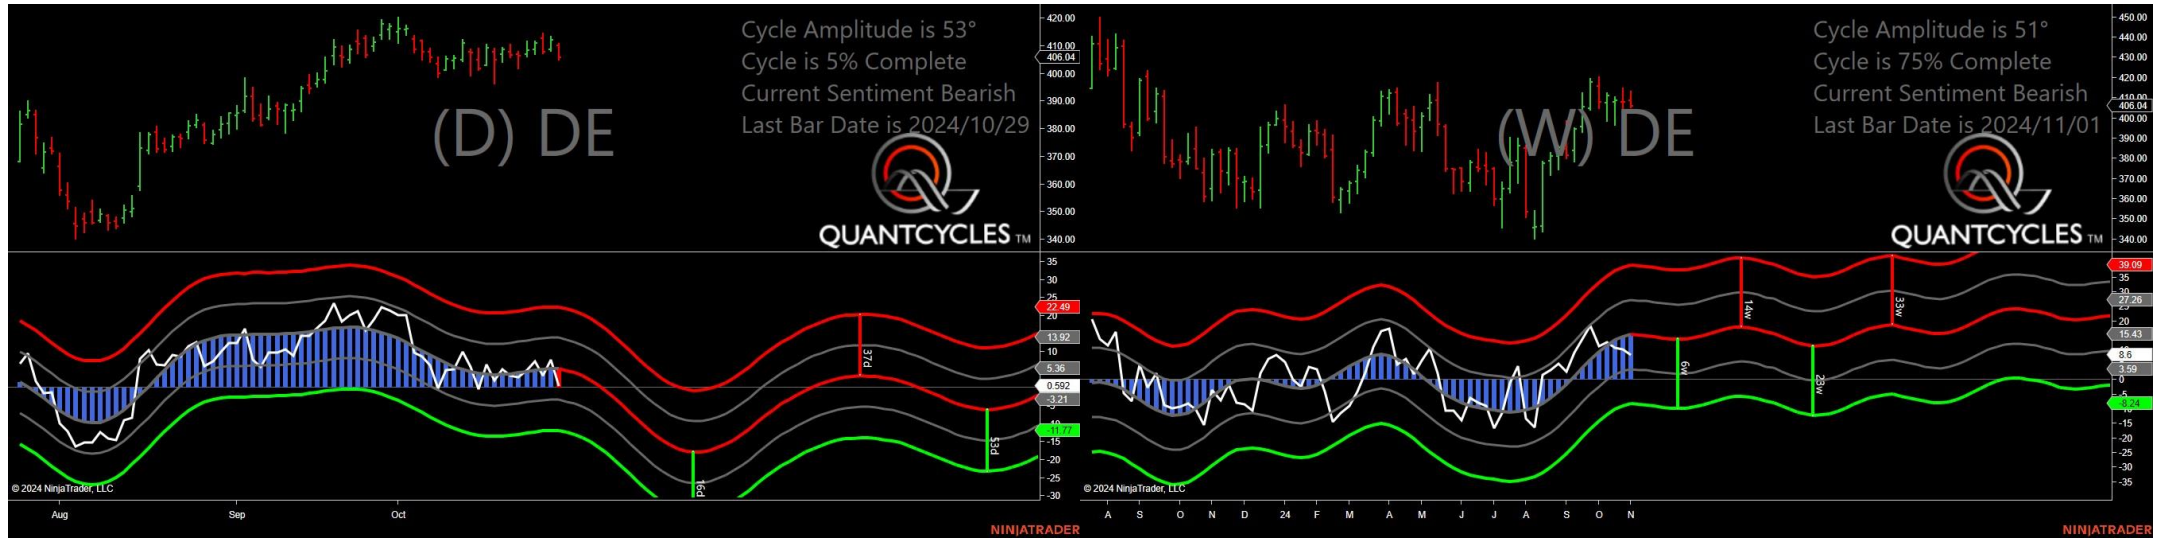 Cycle Amplitude is 53°
Cycle is 5% Complete
Current Sentiment Bearish
Last Bar Date is 2024/10/29
(D) DE
QUANTCYCLES TM
420.00
410.00
406.04
400.00
390.00
380.00
370.00
360.00
350.00
340.00
35
30
25
22.49
20
13.92
10
5.36
0.592
-3.21
-11.77
-15
-20
-25
-30
16d
37d
53d
© 2024 NinjaTrader, LLC
Aug Sep Oct
NINJATRADER
Cycle Amplitude is 51°
Cycle is 75% Complete
Current Sentiment Bearish
Last Bar Date is 2024/11/01
(W) DE
QUANTCYCLES TM
450.00
440.00
430.00
420.00
410.00
406.04
400.00
390.00
380.00
370.00
360.00
350.00
340.00
39.09
35
27.26
20
15.43
8.6
3.59
0
-5
-8.24
-15
-20
-25
-30
-35
6w
14w
23w
33w
© 2024 NinjaTrader, LLC
A S O N D 24 F M A M J J A S O N
NINJATRADER